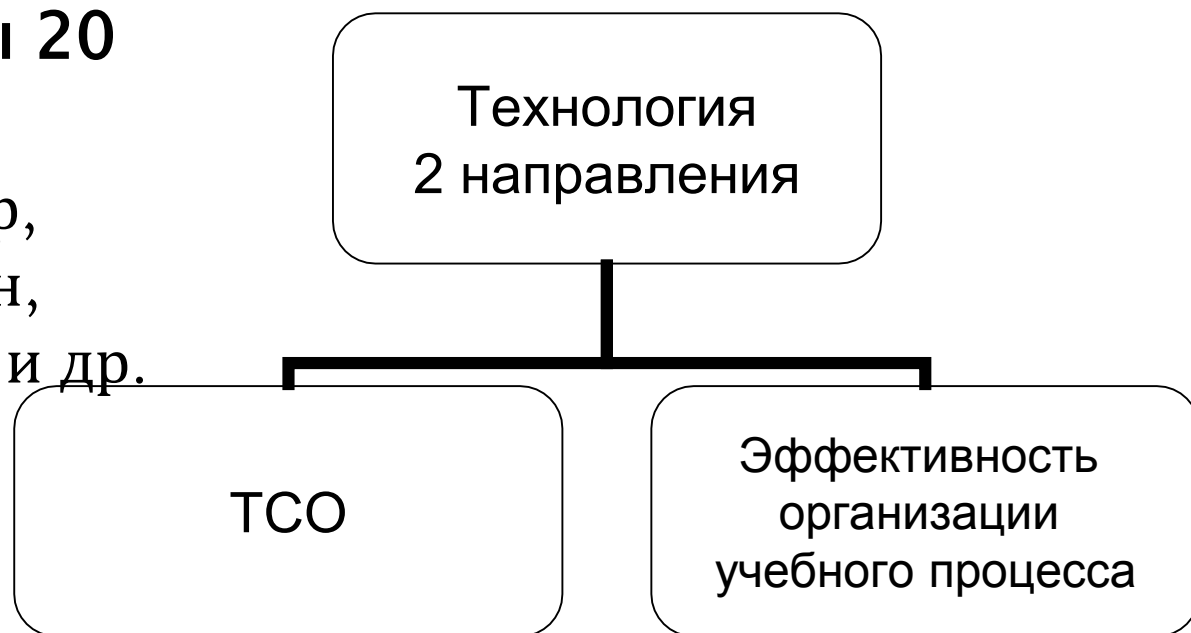 20
Технология
2 направления
и др.
ТСО
Эффективность
организации
учебного процесса